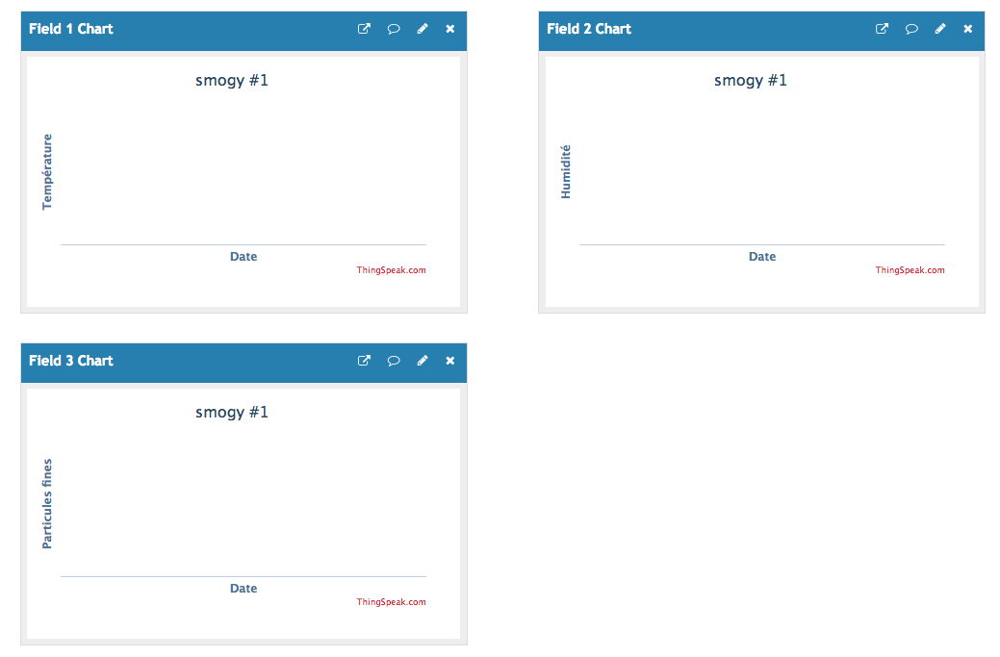 Field 1 Chart
smogy #1
Température
Date
ThingSpeak.com
Field 2 Chart
smogy #1
Humidité
Date
ThingSpeak.com
Field 3 Chart
smogy #1
Particules fines
Date
ThingSpeak.com